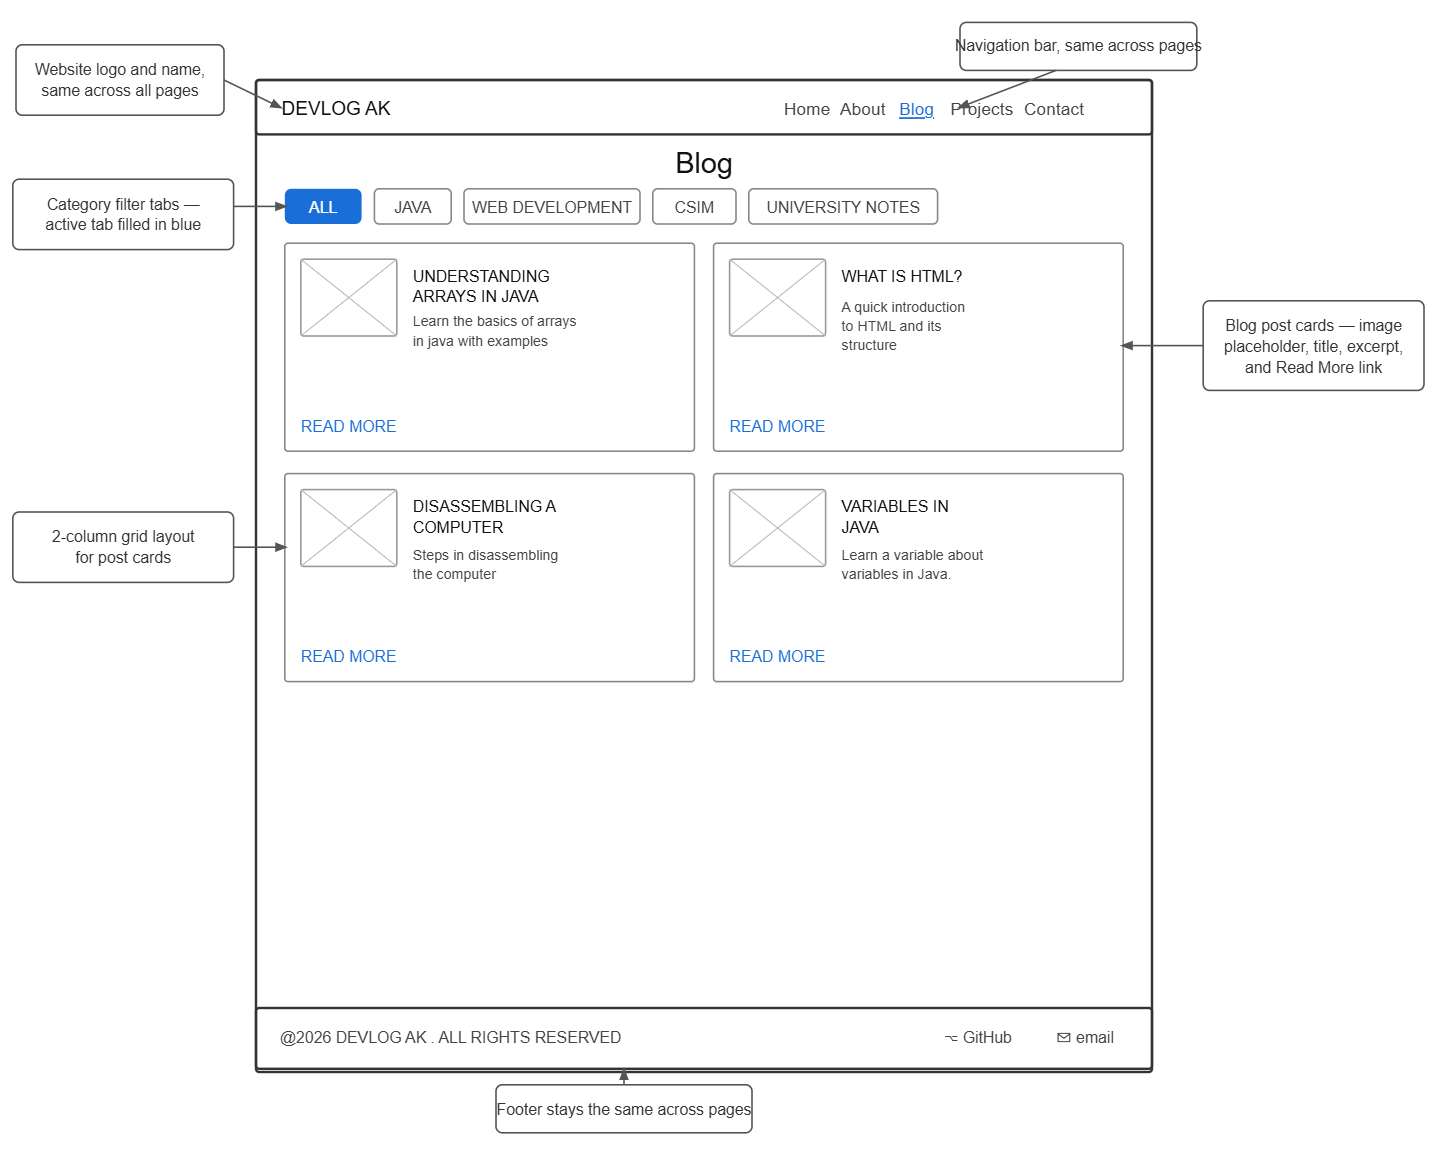 Navigation bar, same across pages
Website logo and name,
same across all pages
DEVLOG AK
Home About Blog Projects Contact
Blog
Category filter tabs —
active tab filled in blue
ALL JAVA WEB DEVELOPMENT CSIM UNIVERSITY NOTES
UNDERSTANDING
ARRAYS IN JAVA
Learn the basics of arrays
in java with examples
READ MORE
WHAT IS HTML?
A quick introduction
to HTML and its
structure
READ MORE
Blog post cards — image
placeholder, title, excerpt,
and Read More link
2-column grid layout
for post cards
DISASSEMBLING A
COMPUTER
Steps in disassembling
the computer
READ MORE
VARIABLES IN
JAVA
Learn a variable about
variables in Java.
READ MORE
@2026 DEVLOG AK . ALL RIGHTS RESERVED
⌥ GitHub
email
Footer stays the same across pages